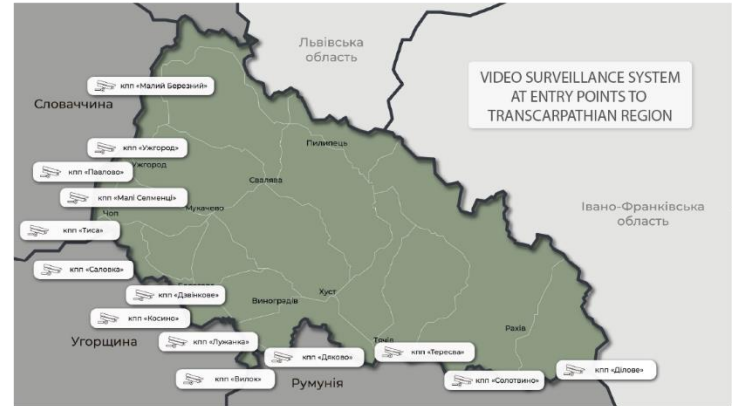 Львівська
область
VIDEO SURVEILLANCE SYSTEM
AT ENTRY POINTS TO
TRANSCARPATHIAN REGION
кпп «Малий Березний»
Словаччина
Пилипець
кпп «Ужгород»
Ужгород
кпп «Павлово»
Свалява
кпп «Малі Селменці»
Мукачево
Чоп
Івано-Франківська
область
кпп «Тиса»
кпп «Саловка»
кпп «Дзвінкове»
Хуст
Виноградів
кпп «Косино»
Рахів
Угорщина
кпп «Лужанка»
Тячів
кпп «Тересва»
кпп «Дяково»
кпп «Вилок»
Румунія
кпп «Солотвино»
кпп «Ділове»